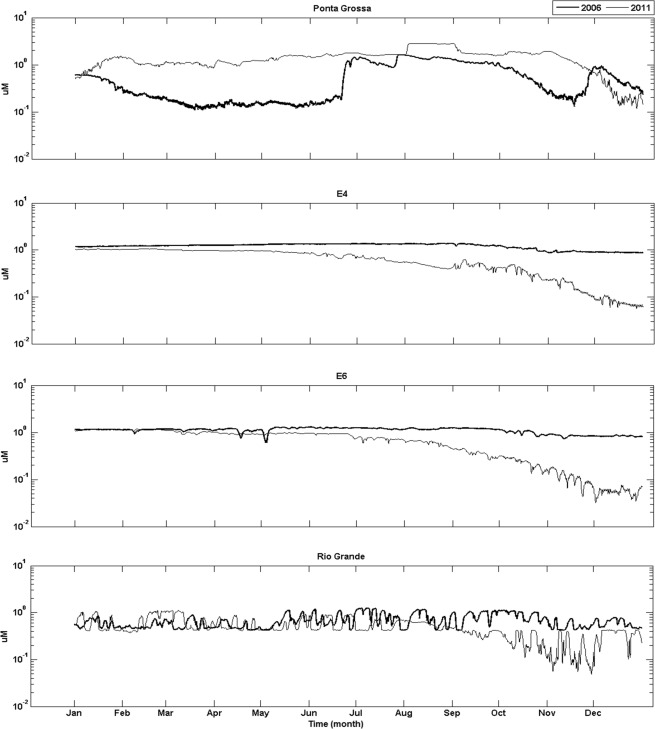 Ponta Grossa
2006 2011
10^1
10^0
10^-1
10^-2
uM
E4
10^1
10^0
10^-1
10^-2
uM
E6
10^1
10^0
10^-1
10^-2
uM
Rio Grande
10^1
10^0
10^-1
10^-2
uM
Jan Feb Mar Apr May Jun Jul Aug Sep Oct Nov Dec
Time (month)